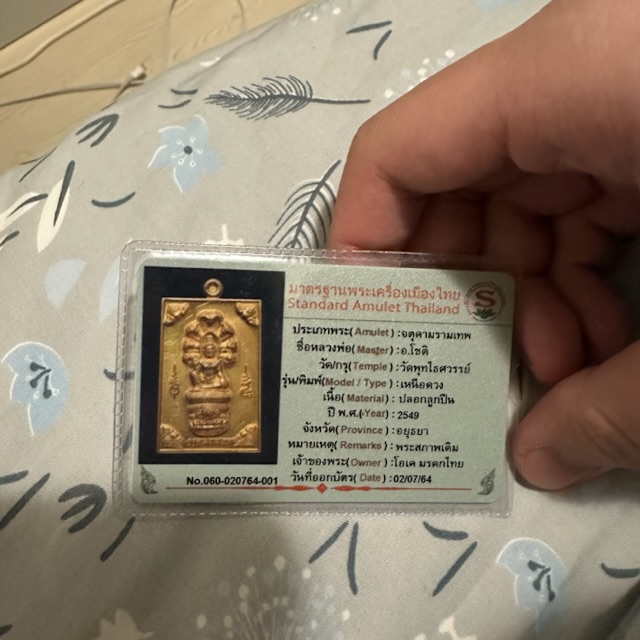 มาตรฐานพระเครื่องเมืองไทย
Standard Amulet Thailand
S
ประเภทพระ( Amulet ) :จตุคามรามเทพ
ชื่อหลวงพ่อ( Master) :อ.โชติ
วัด/กรุ(Temple) :วัดพุทไธศวรรย์
รุ่น/พิมพ์(Model / Type ) :เหนือดวง
เนื้อ( Material) : ปลอกลูกปืน
ปี พ.ศ.(-Year) : 2549
จังหวัด( Province ) :อยุธยา
หมายเหตุ( Remarks ) :พระสภาพเดิม
เจ้าของพระ(Owner ) :โอเค มรดกไทย
วันที่ออกบัตร( Date ) : 02/07/64
No.060-020764-001